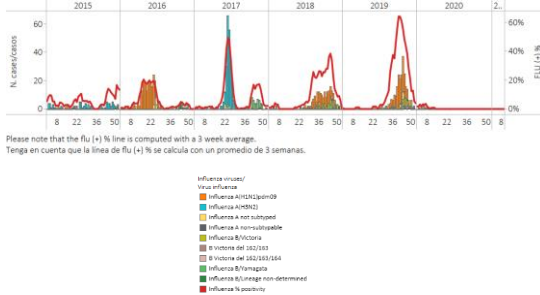 2015 2016 2017 2018 2019 2020 2..
N. cases/casos
60
40
20
0
60%
40%
20%
0%
FLU (+) %
8 22 36 50 8 22 36 50 8 22 36 50 8 22 36 50 8 22 36 50 8 22 36 50 8
Please note that the flu (+) % line is computed with a 3 week average.
Tenga en cuenta que la línea de flu (+) % se calcula con un promedio de 3 semanas.
Influenza viruses/
Virus influenza
Influenza A(H1N1)pdm09
Influenza A(H3N2)
Influenza A not subtyped
Influenza A non-subtypable
Influenza B/Victoria
B Victoria del 162/163
B Victoria del 162/163/164
Influenza B/Yamagata
Influenza B/Lineage non-determined
Influenza % positivity